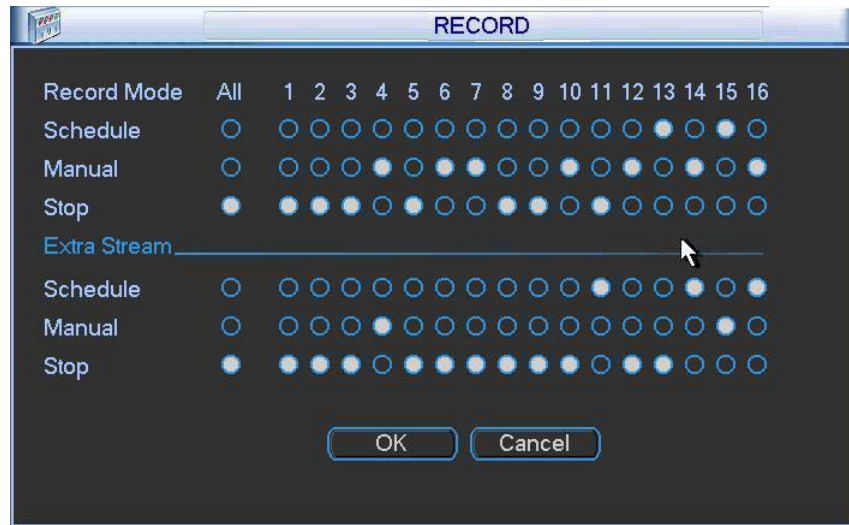 RECORD
Record Mode All 1 2 3 4 5 6 7 8 9 10 11 12 13 14 15 16
Schedule
Manual
Stop
Extra Stream
Schedule
Manual
Stop
OK Cancel